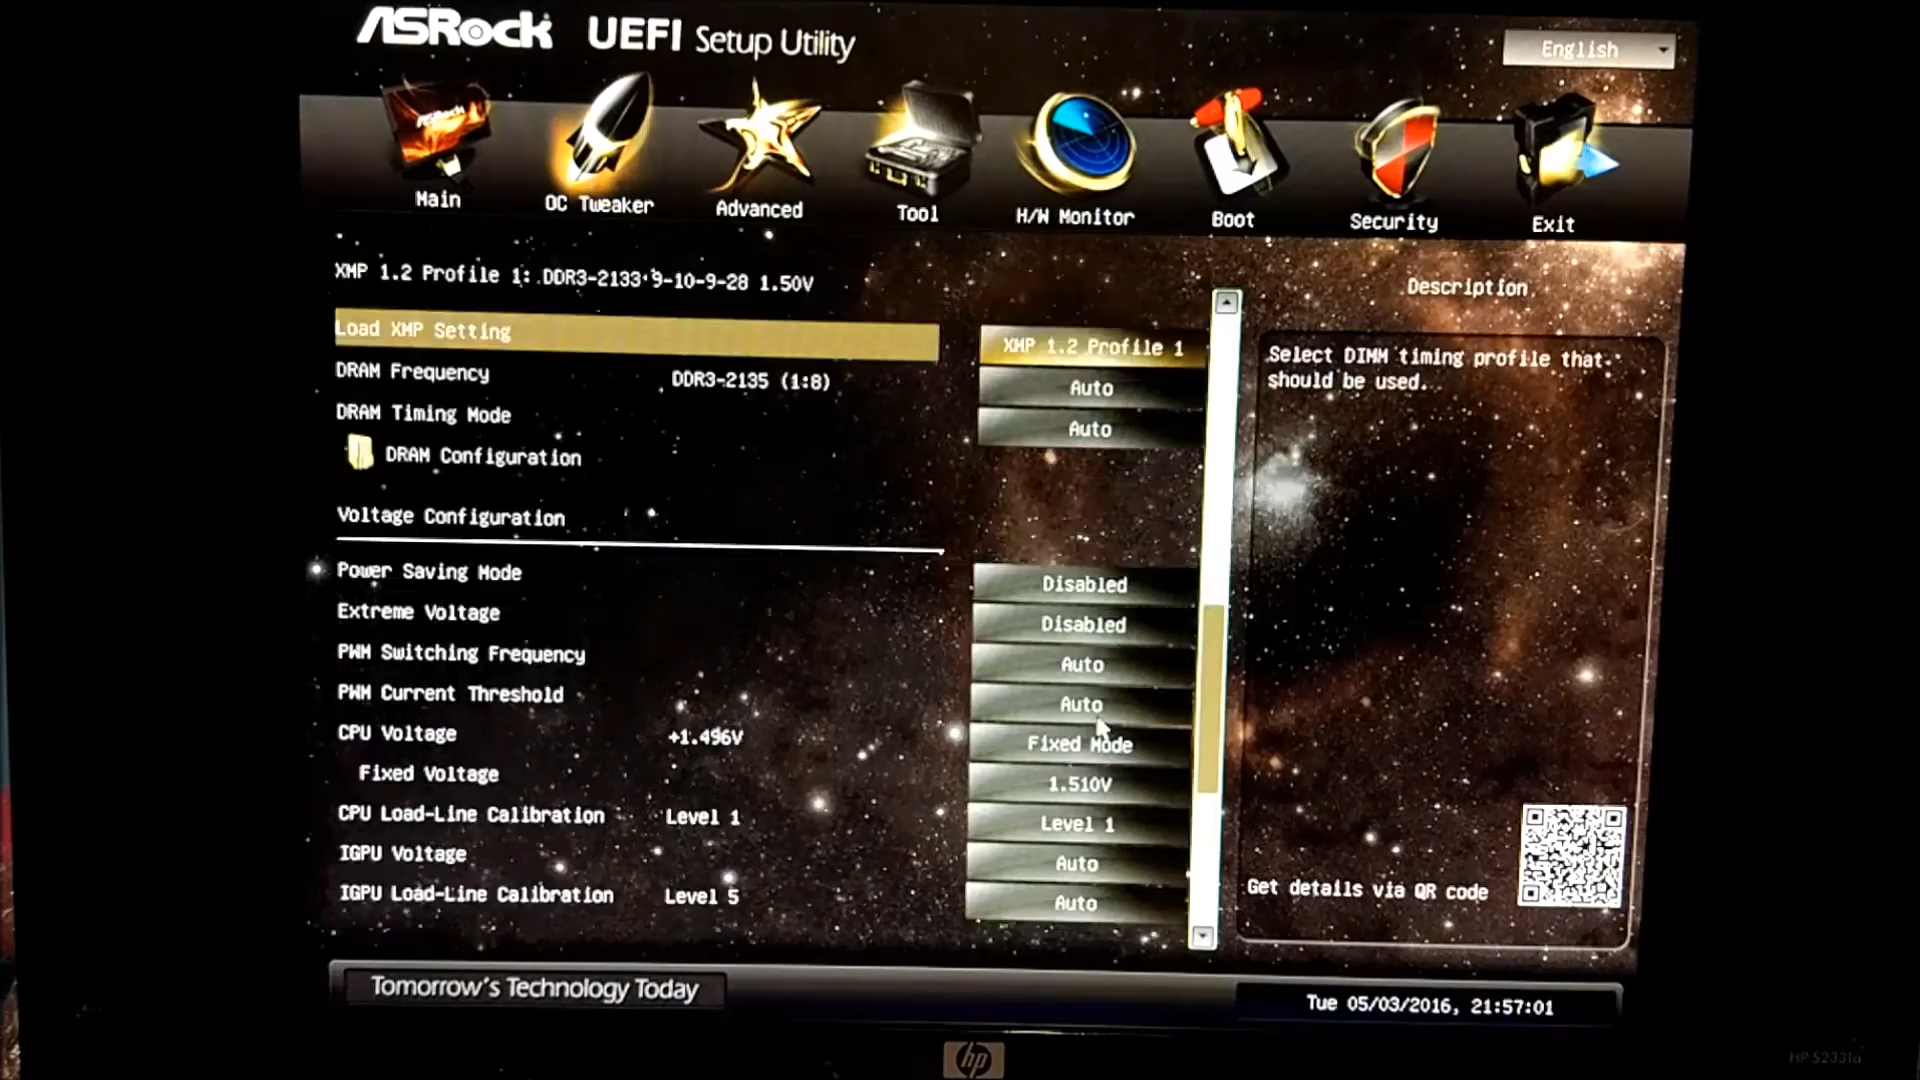 ASRock UEFI Setup Utility
English
Main OC Tweaker Advanced Tool H/W Monitor Boot Security Exit
XMP 1.2 Profile 1: DDR3-2133 9-10-9-28 1.50V
Load XMP Setting XMP 1.2 Profile 1
DRAM Frequency DDR3-2135 (1:8) Auto
DRAM Timing Mode Auto
DRAM Configuration
Voltage Configuration
Power Saving Mode Disabled
Extreme Voltage Disabled
PWM Switching Frequency Auto
PWM Current Threshold Auto
CPU Voltage +1.496V Fixed Mode
Fixed Voltage 1.510V
CPU Load-Line Calibration Level 1 Level 1
IGPU Voltage Auto
IGPU Load-Line Calibration Level 5 Auto
Description
Select DIMM timing profile that
should be used.
Get details via QR code
Tomorrow's Technology Today
Tue 05/03/2016, 21:57:01
hp